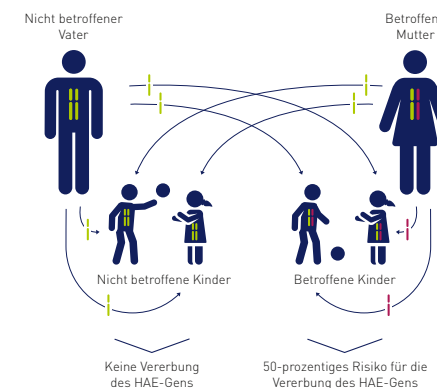 Nicht betroffener
Vater
Betroffen
Mutter
Nicht betroffene Kinder
Betroffene Kinder
Keine Vererbung
des HAE-Gens
50-prozentiges Risiko für die
Vererbung des HAE-Gens